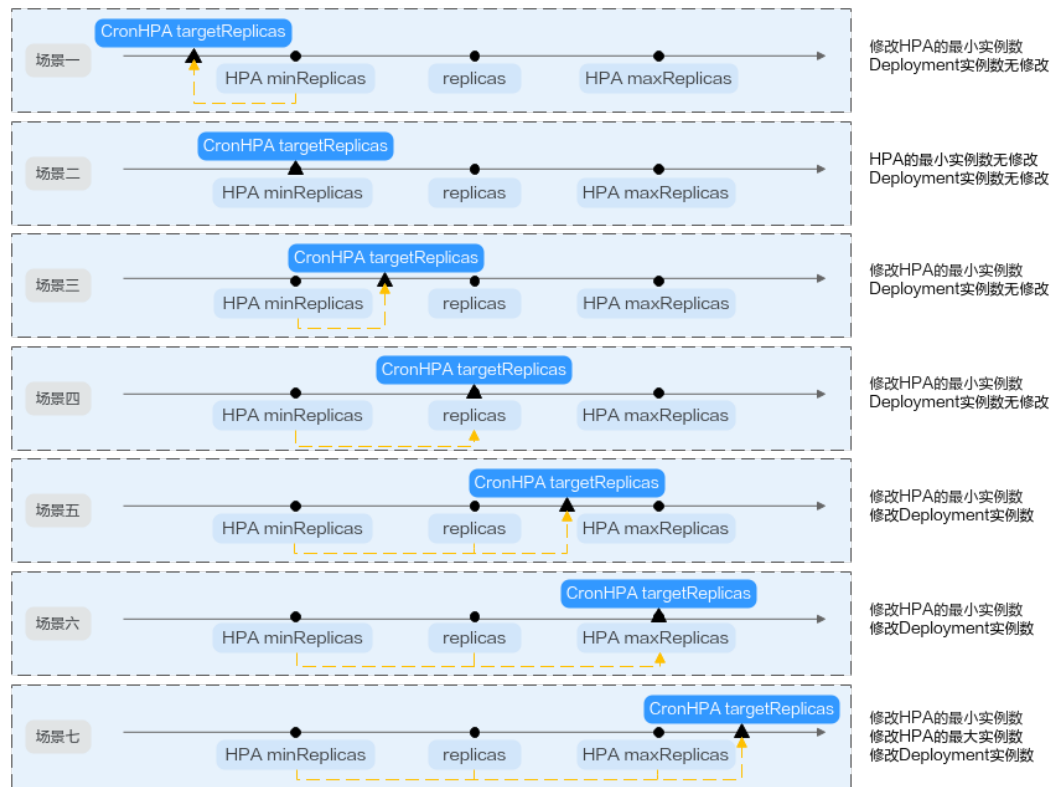 CronHPA targetReplicas
场景一
HPA minReplicas
replicas
HPA maxReplicas
修改HPA的最小实例数
Deployment实例数无修改
CronHPA targetReplicas
场景二
HPA minReplicas
replicas
HPA maxReplicas
HPA的最小实例数无修改
Deployment实例数无修改
CronHPA targetReplicas
场景三
HPA minReplicas
replicas
HPA maxReplicas
修改HPA的最小实例数
Deployment实例数无修改
CronHPA targetReplicas
场景四
HPA minReplicas
replicas
HPA maxReplicas
修改HPA的最小实例数
Deployment实例数无修改
CronHPA targetReplicas
场景五
HPA minReplicas
replicas
HPA maxReplicas
修改HPA的最小实例数
修改Deployment实例数
CronHPA targetReplicas
场景六
HPA minReplicas
replicas
HPA maxReplicas
修改HPA的最小实例数
修改Deployment实例数
CronHPA targetReplicas
场景七
HPA minReplicas
replicas
HPA maxReplicas
修改HPA的最小实例数
修改HPA的最大实例数
修改Deployment实例数